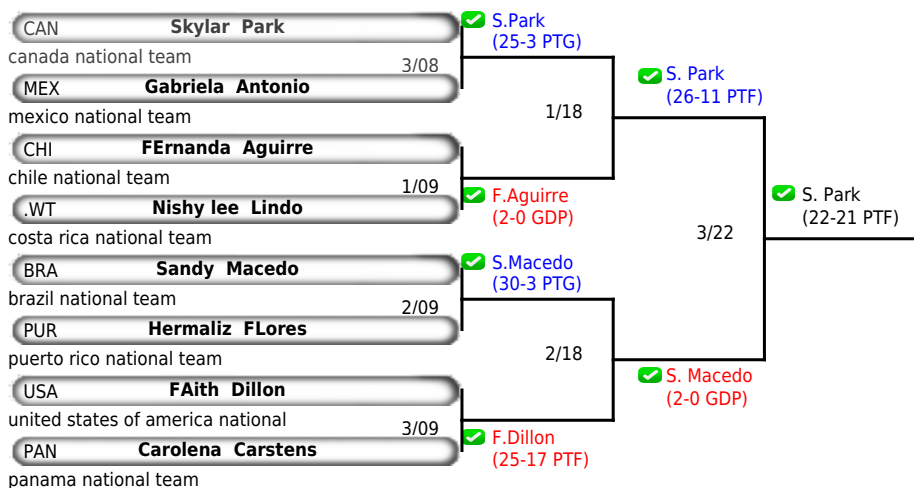 CAN Skylar Park
canada national team
3/08
MEX Gabriela Antonio
mexico national team
CHI FErnanda Aguirre
chile national team
1/09
.WT Nishy lee Lindo
costa rica national team
BRA Sandy Macedo
brazil national team
2/09
PUR Hermaliz FLores
puerto rico national team
USA FAith Dillon
united states of america national
3/09
PAN Carolena Carstens
panama national team
S.Park
(25-3 PTG)
1/18
F.Aguirre
(2-0 GDP)
S.Macedo
(30-3 PTG)
2/18
F.Dillon
(25-17 PTF)
S. Park
(26-11 PTF)
3/22
S. Macedo
(2-0 GDP)
S. Park
(22-21 PTF)